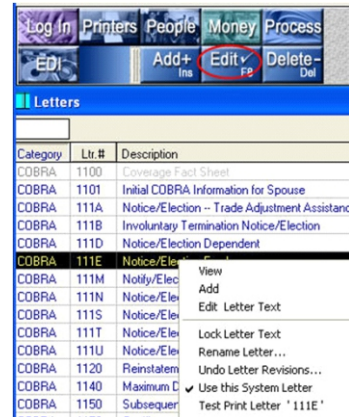 Log In Printers People Money Process
EDI Add+ Ins Edit✓ F8 Delete- Del
Letters
Category Ltr.# Description
COBRA 1100 Coverage Fact Sheet
COBRA 1101 Initial COBRA Information for Spouse
COBRA 111A Notice/Election -- Trade Adjustment Assistanc
COBRA 111B Involuntary Termination Notice/Election
COBRA 111D Notice/Election Dependent
COBRA 111E Notice/Election
COBRA 111M Notify/Elec
COBRA 111N Notice/Ele
COBRA 111S Notice/Ele
COBRA 111T Notice/Ele
COBRA 111U Notice/Ele
COBRA 1120 Reinstatem
COBRA 1140 Maximum D
COBRA 1150 Subsequer
View
Add
Edit Letter Text
Lock Letter Text
Rename Letter...
Undo Letter Revisions...
✓ Use this System Letter
Test Print Letter '111E'